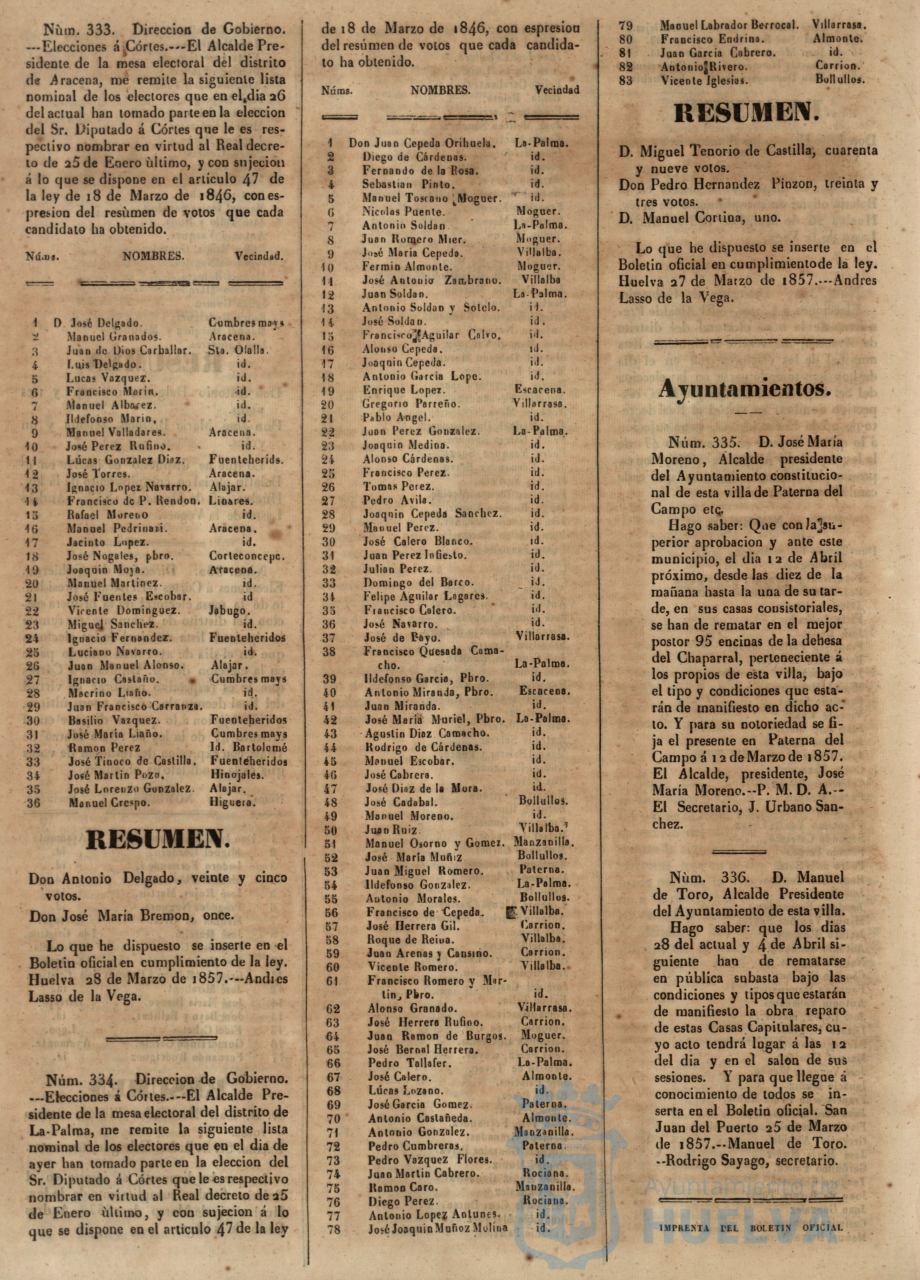 Nùm. 333. Direccion de Gobierno.
---Elecciones á Córtes.---El Alcalde Pre-
sidente de la mesa electoral del distrito
de Aracena, me remite la siguiente lista
nominal de los electores que en el dia 26
del actual han tomado parte en la eleccion
del Sr. Diputado á Córtes que le es res-
pectivo nombrar en virtud al Real decre-
to de 25 de Enero ùltimo, y con sujecion
á lo que se dispone en el articulo 47 de
la ley de 18 de Marzo de 1846, con es-
presion del resùmen de votos que cada
candidato ha obtenido.
Núms. NOMBRES. Vecindad.
1 D José Delgado. Cumbres mays
2 Manuel Granados. Aracena.
3 Juan de Dios Carballar. Sta. Olalla.
4 Luis Delgado. id.
5 Lucas Vazquez. id.
6 Francisco Marin. id.
7 Manuel Albarez. id.
8 Ildefonso Marin, id.
9 Manuel Valladares. Aracena.
10 José Perez Rufino. id.
11 Lúcas Gonzalez Diaz. Fuenteherids.
12 José Torres. Aracena.
13 Ignacio Lopez Navarro. Alajar.
14 Francisco de P. Rendon. Linares.
15 Rafael Moreno id.
16 Manuel Pedrinazi. Aracena.
17 Jacinto Lopez. id.
18 José Nogales, pbro. Corteconcepc.
19 Joaquin Moya. Aracena.
20 Manuel Martinez. id.
21 José Fuentes Escobar. id
22 Vicente Dominguez. Jabugo.
23 Miguel Sanchez. id.
24 Ignacio Fernandez. Fuenteheridos
25 Luciano Navarro. id.
26 Juan Manuel Alonso. Alajar.
27 Ignacio Castaño. Cumbres mays
28 Macrino Liaño. id.
29 Juan Francisco Carranza. id.
30 Basilio Vazquez. Fuenteheridos
31 José María Liaño. Cumbres mays
32 Ramon Perez Id. Bartolomé
33 José Tinoco de Castilla. Fuenteheridos
34 José Martin Pozo. Hinojales.
35 José Lorenzo Gonzalez. Alajar.
36 Manuel Crespo. Higuera.
RESUMEN.
Don Antonio Delgado, veinte y cinco
votos.
Don José María Bremon, once.
Lo que he dispuesto se inserte en el
Boletin oficial en cumplimiento de la ley.
Huelva 28 de Marzo de 1857.---Andres
Lasso de la Vega.
Núm. 334. Direccion de Gobierno.
---Elecciones á Córtes.---El Alcalde Pre-
sidente de la mesa electoral del distrito de
La-Palma, me remite la siguiente lista
nominal de los electores que en el dia de
ayer han tomado parte en la eleccion del
Sr. Diputado á Córtes que le es respectivo
nombrar en virtud al Real decreto de 25
de Enero ùltimo, y con sujecion á lo
que se dispone en el articulo 47 de la ley
de 18 de Marzo de 1846, con espresion
del resúmen de votos que cada candida-
to ha obtenido.
Núms. NOMBRES. Vecindad
1 Don Juan Cepeda Orihuela. La-Palma.
2 Diego de Cárdenas. id.
3 Fernando de la Rosa. id.
4 Sebastian Pinto. id.
5 Manuel Toscano Moguer. id.
6 Nicolas Puente. Moguer.
7 Antonio Soldan La-Palma.
8 Juan Romero Mier. Moguer.
9 José Maria Cepeda. Villalba.
10 Fermin Almonte. Moguer.
11 José Antonio Zambrano. Villalba
12 Juan Soldan. La-Palma.
13 Antonio Soldan y Sotelo. id.
14 José Soldan. id.
15 Francisco Aguilar Calvo. id.
16 Alonso Cepeda. id.
17 Joaquin Cepeda. id.
18 Antonio Garcia Lope. id.
19 Enrique Lopez. Escacena.
20 Gregorio Parreño. Villarrasa.
21 Pablo Angel. id.
22 Juan Perez Gonzalez. La-Palma.
23 Joaquin Medina. id.
24 Alonso Cárdenas. id.
25 Francisco Perez. id.
26 Tomas Perez. id.
27 Pedro Avila. id.
28 Joaquin Cepeda Sanchez. id.
29 Manuel Perez. id.
30 José Calero Blanco. id.
31 Juan Perez Infiesto. id.
32 Julian Perez. id.
33 Domingo del Barco. id.
34 Felipe Aguilar Lagares. id.
35 Francisco Calero. id.
36 José Navarro. id.
37 José de Payo. Villarrasa.
38 Francisco Quesada Cama-
cho. La-Palma.
39 Ildefonso Garcia, Pbro. id.
40 Antonio Miranda, Pbro. Escacena.
41 Juan Miranda. id.
42 José María Muriel, Pbro. La-Palma.
43 Agustin Diaz Camacho. id.
44 Rodrigo de Cárdenas. id.
45 Manuel Escobar. id.
46 José Cabrera. id.
47 José Diaz de la Mora. id.
48 José Cadabal. Bollullos.
49 Manuel Moreno. id.
50 Juan Ruiz Villalba.
51 Manuel Osorno y Gomez. Manzanilla.
52 José María Muñiz Bollullos.
53 Juan Miguel Romero. Paterna.
54 Ildefonso Gonzalez. La-Palma.
55 Antonio Morales. Bollullos.
56 Francisco de Cepeda. Villalba.
57 José Herrera Gil. Carrion.
58 Roque de Reina. Villalba.
59 Juan Arenas y Cansino. Carrion.
60 Vicente Romero. Villalba.
61 Francisco Romero y Mar-
tin, Pbro. id.
62 Alonso Granado. Villarrasa.
63 José Herrera Rufino. Carrion.
64 Juan Ramon de Burgos. Moguer.
65 José Bernal Herrera. Carrion.
66 Pedro Tallafer. La-Palma.
67 José Calero. Almonte.
68 Lúcas Lozano. id.
69 José Garcia Gomez. Paterna.
70 Antonio Castañeda. Almonte.
71 Antonio Gonzalez. Manzanilla.
72 Pedro Cumbreras. Paterna
73 Pedro Vazquez Flores. id.
74 Juan Martin Cabrero. Rociana.
75 Ramon Caro. Manzanilla.
76 Diego Perez. Rociana.
77 Antonio Lopez Antunes. id.
78 José Joaquin Muñoz Molina id.
79 Manuel Labrador Berrocal. Villarrasa.
80 Francisco Endrina. Almonte.
81 Juan Garcia Cabrero. id.
82 Antonio Rivero. Carrion.
83 Vicente Iglesias. Bollullos.
RESUMEN.
D. Miguel Tenorio de Castilla, cuarenta
y nueve votos.
Don Pedro Hernandez Pinzon, treinta y
tres votos.
D. Manuel Cortina, uno.
Lo que he dispuesto se inserte en el
Boletin oficial en cumplimiento de la ley.
Huelva 27 de Marzo de 1857.---Andres
Lasso de la Vega.
Ayuntamientos.
Núm. 335. D. José María
Moreno, Alcalde presidente
del Ayuntamiento constitucio-
nal de esta villa de Paterna del
Campo etc.
Hago saber: Que con la su-
perior aprobacion y ante este
municipio, el dia 12 de Abril
próximo, desde las diez de la
mañana hasta la una de su tar-
de, en sus casas consistoriales,
se han de rematar en el mejor
postor 95 encinas de la dehesa
del Chaparral, perteneciente á
los propios de esta villa, bajo
el tipo y condiciones que esta-
rán de manifiesto en dicho ac-
to. Y para su notoriedad se fi-
ja el presente en Paterna del
Campo á 12 de Marzo de 1857.
El Alcalde, presidente, José
María Moreno.--P. M. D. A.--
El Secretario, J. Urbano San-
chez.
Núm. 336. D. Manuel
de Toro, Alcalde Presidente
del Ayuntamiento de esta villa.
Hago saber: que los dias
28 del actual y 4 de Abril si-
guiente han de rematarse
en pública subasta bajo las
condiciones y tipos que estarán
de manifiesto la obra reparo
de estas Casas Capitulares, cu-
yo acto tendrá lugar á las 12
del dia y en el salon de sus
sesiones. Y para que llegue á
conocimiento de todos se in-
serta en el Boletin oficial. San
Juan del Puerto 25 de Marzo
de 1857.--Manuel de Toro.
--Rodrigo Sayago, secretario.
Ayuntamiento de
HUELVA
IMPRENTA DEL BOLETIN OFICIAL